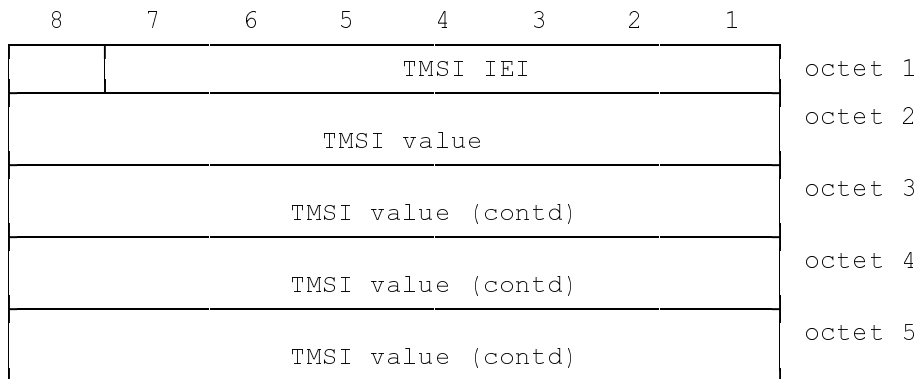 8 7 6 5 4 3 2 1
TMSI IEI octet 1
octet 2
TMSI value
octet 3
TMSI value (contd)
octet 4
TMSI value (contd)
octet 5
TMSI value (contd)